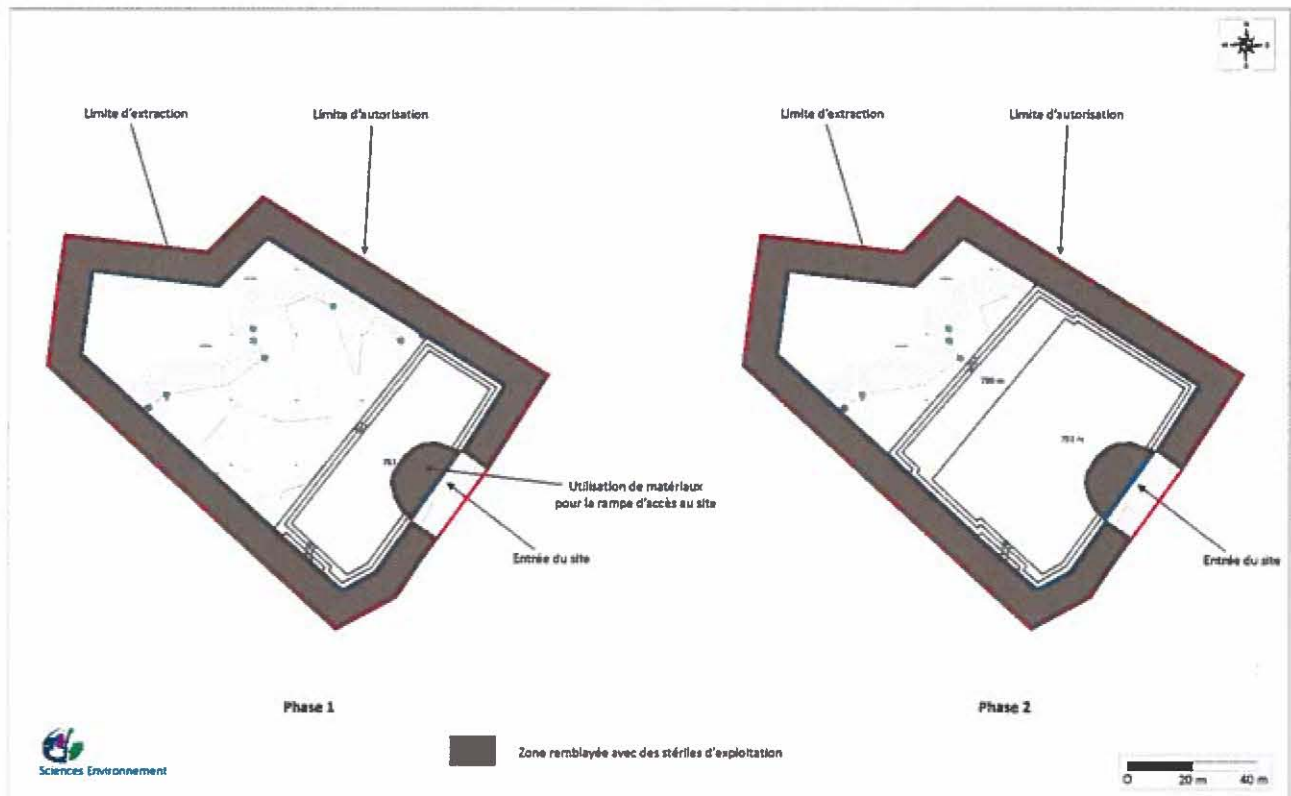 Limite d'extraction
Limite d'autorisation
Limite d'extraction
Limite d'autorisation
Utilisation de matériaux
pour la rampe d'accès au site
Entrée du site
Entrée du site
Phase 1
Phase 2
Sciences Environnement
Zone remblayée avec des stériles d'exploitation
0 20 m 40 m